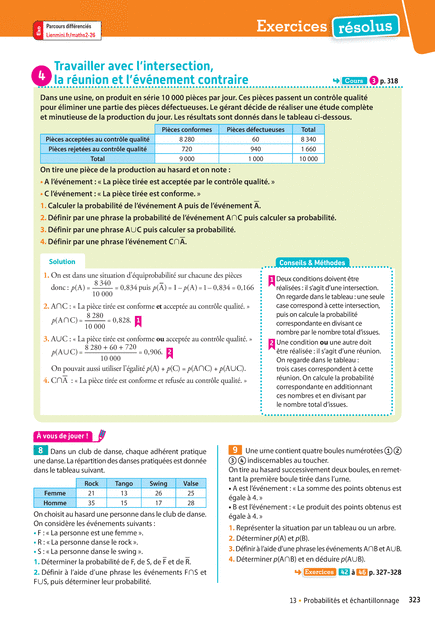 Parcours différenciés
Lienmini.fr/maths2-26
Exercices résolus
4
Travailler avec l'intersection,
la réunion et l'événement contraire
Cours 3 p. 318
Dans une usine, on produit en série 10 000 pièces par jour. Ces pièces passent un contrôle qualité
pour éliminer une partie des pièces défectueuses. Le gérant décide de réaliser une étude complète
et minutieuse de la production du jour. Les résultats sont donnés dans le tableau ci-dessous.
Pièces conformes Pièces défectueuses Total
Pièces acceptées au contrôle qualité 8 280 60 8 340
Pièces rejetées au contrôle qualité 720 940 1 660
Total 9 000 1 000 10 000
On tire une pièce de la production au hasard et on note :
• A l'événement : « La pièce tirée est acceptée par le contrôle qualité. »
• C l'événement : « La pièce tirée est conforme. »
1. Calculer la probabilité de l'événement A puis de l'événement A̅.
2. Définir par une phrase la probabilité de l'événement A∩C puis calculer sa probabilité.
3. Définir par une phrase A∪C puis calculer sa probabilité.
4. Définir par une phrase l'événement C∩A̅.
Solution
1. On est dans une situation d'équiprobabilité sur chacune des pièces
donc : p(A) = 8 340 / 10 000 = 0,834 puis p(A̅) = 1 – p(A) = 1 – 0,834 = 0,166
2. A∩C : « La pièce tirée est conforme et acceptée au contrôle qualité. »
p(A∩C) = 8 280 / 10 000 = 0,828. 1
3. A∪C : « La pièce tirée est conforme ou acceptée au contrôle qualité. »
p(A∪C) = 8 280 + 60 + 720 / 10 000 = 0,906. 2
On pouvait aussi utiliser l'égalité p(A) + p(C) = p(A∩C) + p(A∪C).
4. C∩A̅ : « La pièce tirée est conforme et refusée au contrôle qualité. »
Conseils & Méthodes
1 Deux conditions doivent être
réalisées : il s'agit d'une intersection.
On regarde dans le tableau : une seule
case correspond à cette intersection,
puis on calcule la probabilité
correspondante en divisant ce
nombre par le nombre total d'issues.
2 Une condition ou une autre doit
être réalisée : il s'agit d'une réunion.
On regarde dans le tableau :
trois cases correspondent à cette
réunion. On calcule la probabilité
correspondante en additionnant
ces nombres et en divisant par
le nombre total d'issues.
À vous de jouer !
8 Dans un club de danse, chaque adhérent pratique
une danse. La répartition des danses pratiquées est donnée
dans le tableau suivant.
Rock Tango Swing Valse
Femme 21 13 26 25
Homme 35 15 17 28
On choisit au hasard une personne dans le club de danse.
On considère les événements suivants :
• F : « La personne est une femme ».
• R : « La personne danse le rock ».
• S : « La personne danse le swing ».
1. Déterminer la probabilité de F, de S, de F̅ et de R̅.
2. Définir à l'aide d'une phrase les événements F∩S et
F∪S, puis déterminer leur probabilité.
9 Une urne contient quatre boules numérotées ① ②
③ ④ indiscernables au toucher.
On tire au hasard successivement deux boules, en remet-
tant la première boule tirée dans l'urne.
• A est l'événement : « La somme des points obtenus est
égale à 4. »
• B est l'événement : « Le produit des points obtenus est
égale à 4. »
1. Représenter la situation par un tableau ou un arbre.
2. Déterminer p(A) et p(B).
3. Définir à l'aide d'une phrase les événements A∩B et A∪B.
4. Déterminer p(A∩B) et en déduire p(A∪B).
Exercices 42 à 46 p. 327-328
13 • Probabilités et échantillonnage 323